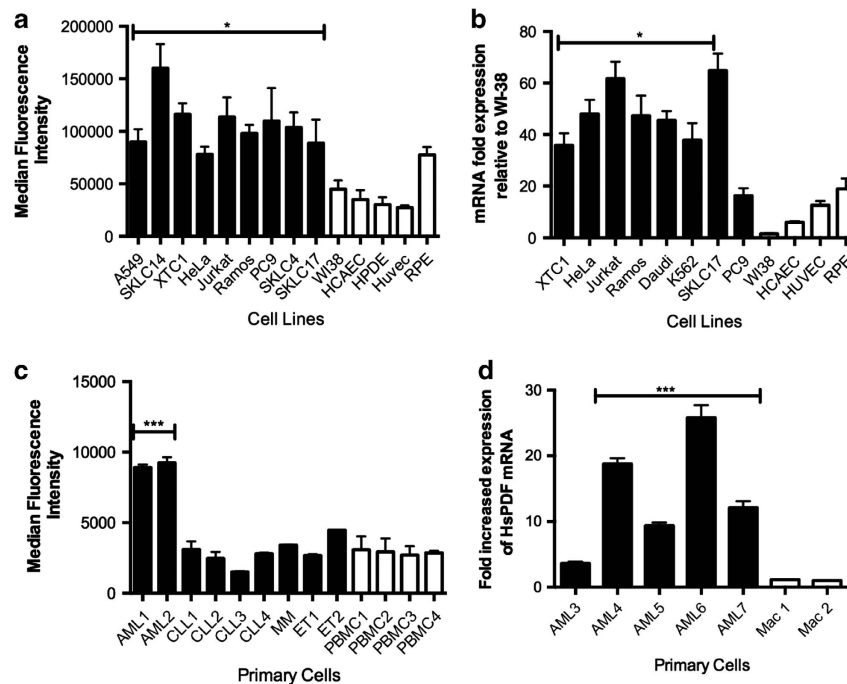 a
Median Fluorescence
Intensity
200000
150000
100000
50000
0
*
A549
SKLC14
XTC1
HeLa
Jurkat
Ramos
PC9
SKLC4
SKLC17
WI38
HCAEC
HPDE
Huvec
RPE
Cell Lines
b
mRNA fold expression
relative to WI-38
80
60
40
20
0
*
XTC1
HeLa
Jurkat
Ramos
Daudi
K562
SKLC17
PC9
WI38
HCAEC
HUVEC
RPE
Cell Lines
c
Median Fluorescence
Intensity
15000
10000
5000
0
***
AML1
AML2
CLL1
CLL2
CLL3
CLL4
MM
ET1
ET2
PBMC1
PBMC2
PBMC3
PBMC4
Primary Cells
d
Fold increased expression
of HsPDF mRNA
30
20
10
0
***
AML3
AML4
AML5
AML6
AML7
Mac 1
Mac 2
Primary Cells